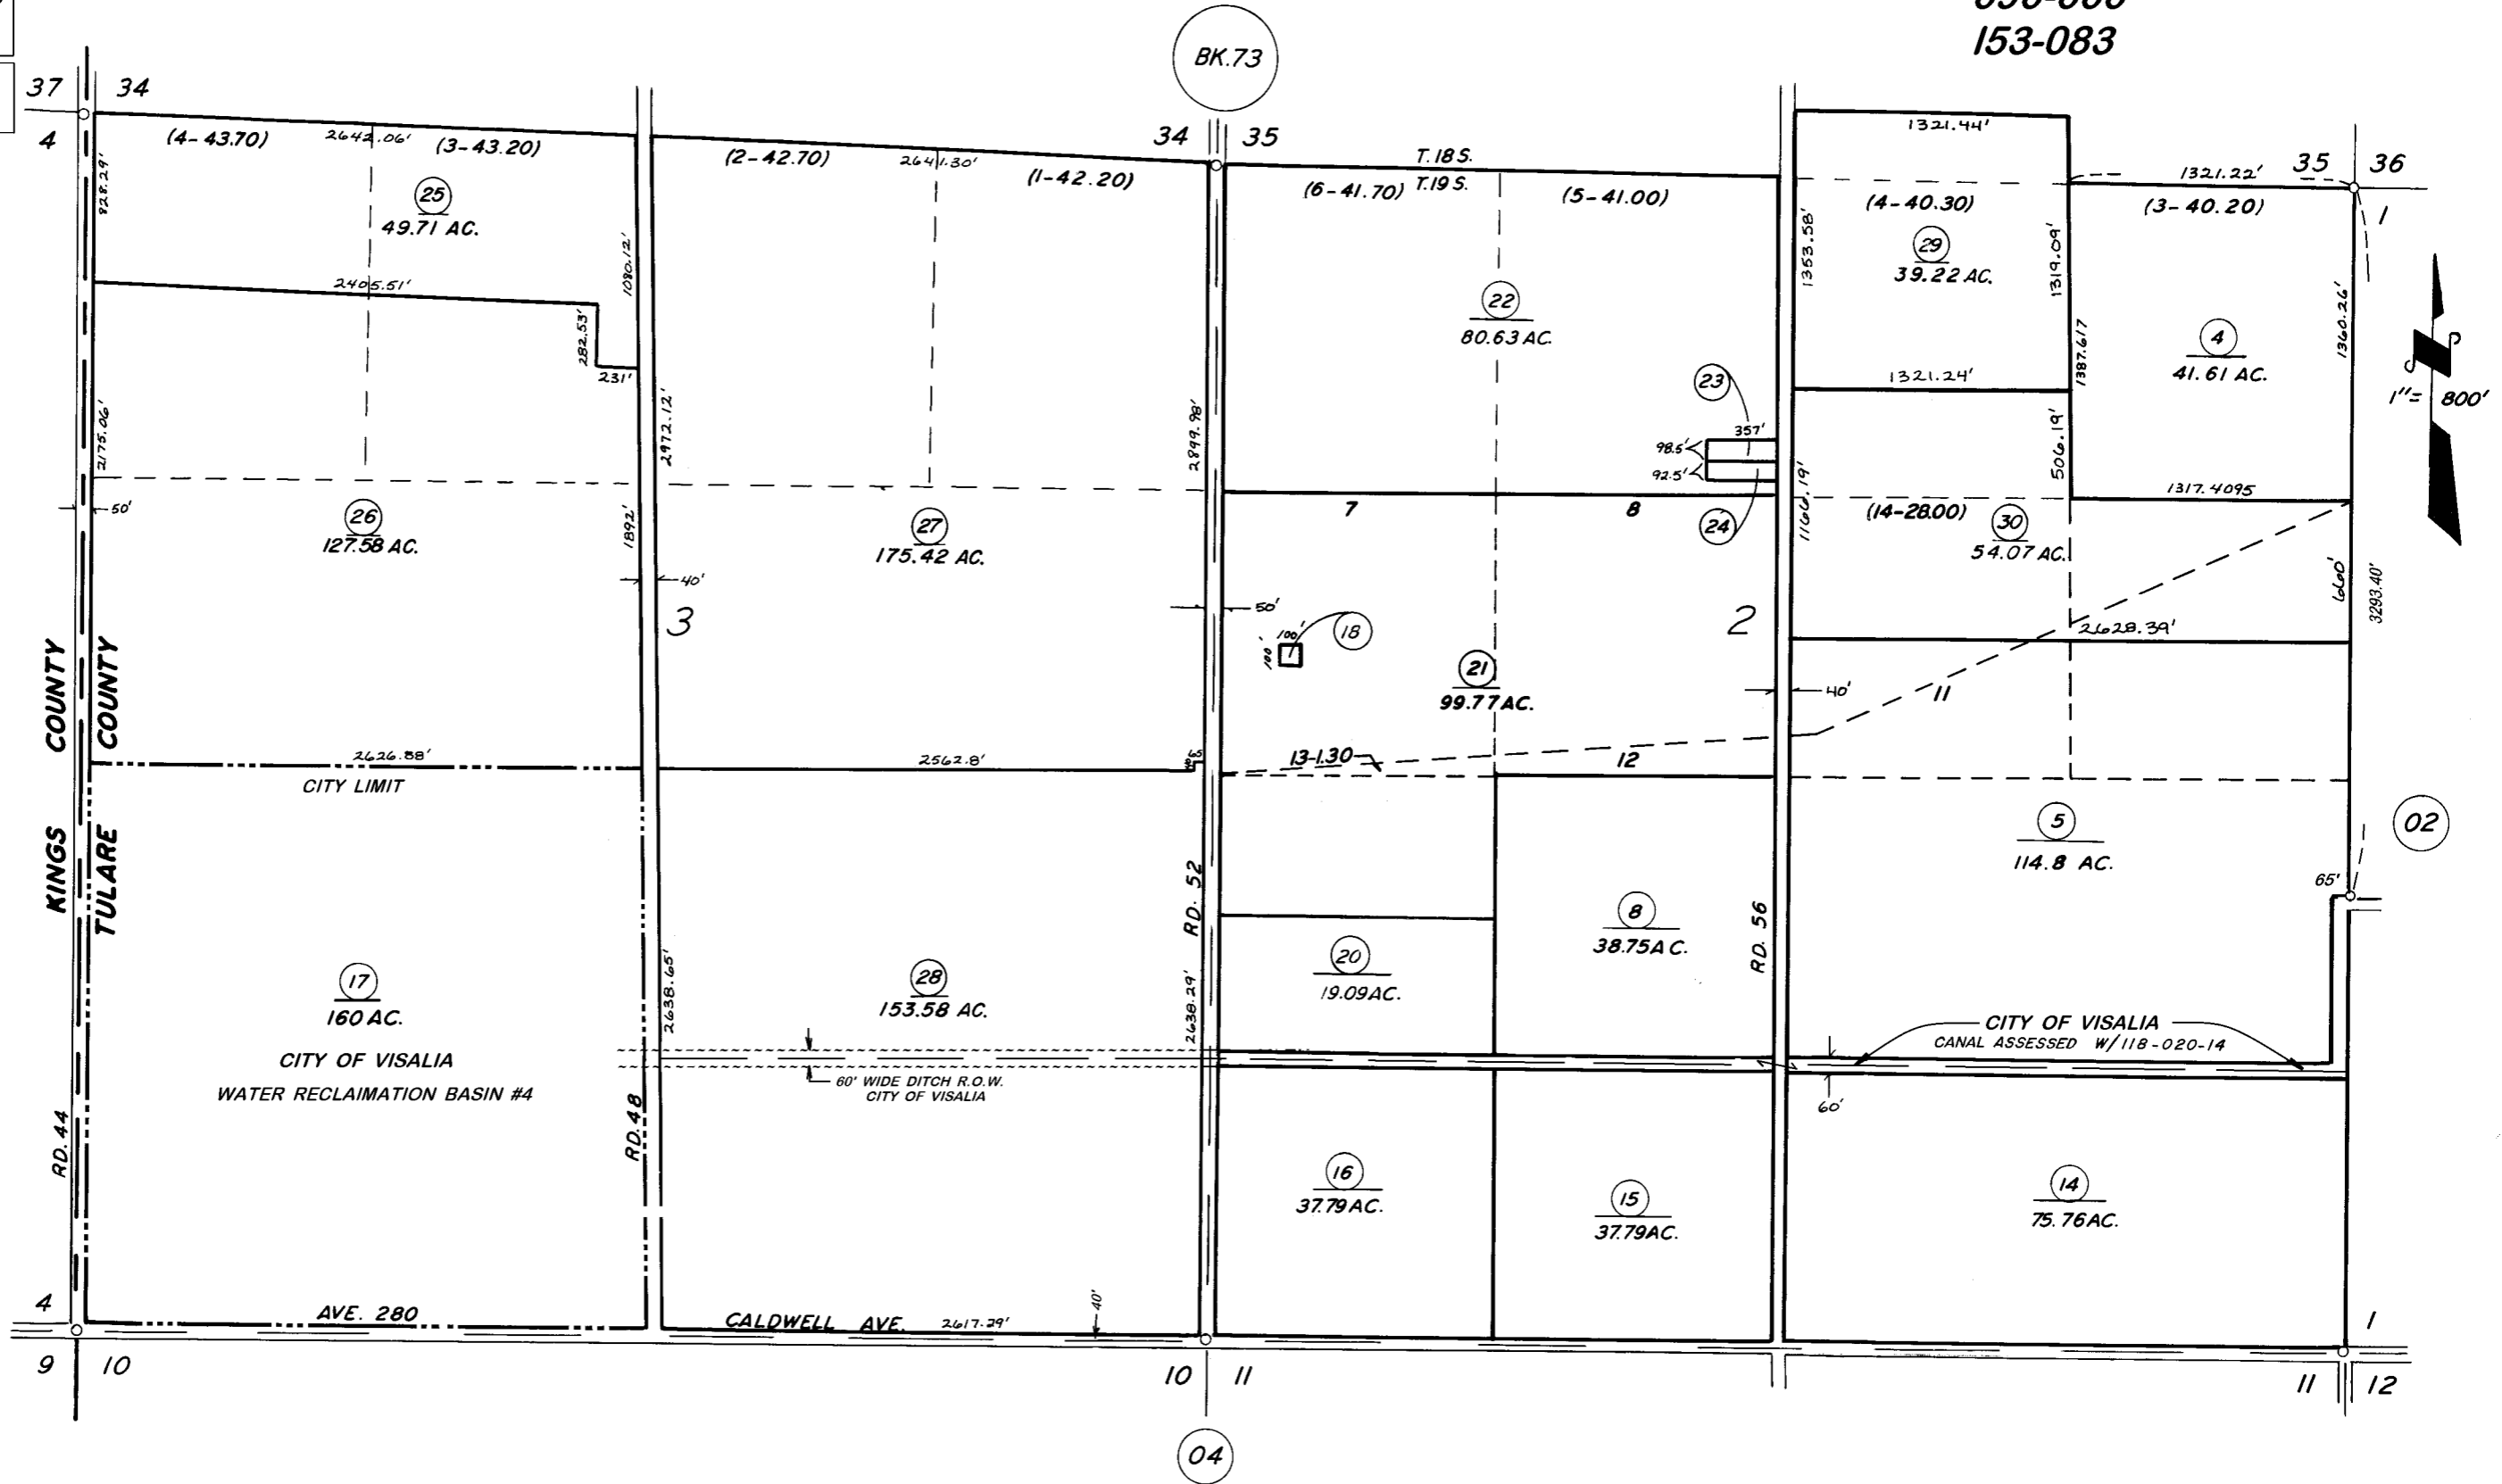 153-083
BK.73
37 34
4
34 35
35 36
1
(4-43.70)
2642.06'
(3-43.20)
(2-42.70)
2641.30'
(1-42.20)
T.18S.
(6-41.70) T.19S.
(5-41.00)
1321.44'
1321.22'
(4-40.30)
(3-40.20)
828.29'
25
49.71 AC.
1080.12'
2405.51'
282.53'
231'
2175.06'
2972.12'
2899.98'
22
80.63 AC.
1353.58'
29
39.22 AC.
1319.09'
1387.617
4
41.61 AC.
1360.26'
1"= 800'
1321.24'
23
357'
98.5'
92.5'
24
506.19'
1166.19'
1317.4095
50'
26
127.58 AC.
1892'
27
175.42 AC.
7
8
(14-28.00)
30
54.07 AC.
40'
3
50'
100'
100'
18
2
660'
3293.40'
2628.39'
21
99.77 AC.
40'
11
KINGS COUNTY
TULARE COUNTY
2626.88'
CITY LIMIT
2562.8'
65
13-1.30
12
5
114.8 AC.
02
65'
RD. 52
RD. 56
8
38.75 AC.
20
19.09 AC.
17
160 AC.
CITY OF VISALIA
WATER RECLAIMATION BASIN #4
2638.65'
28
153.58 AC.
2638.29'
60' WIDE DITCH R.O.W.
CITY OF VISALIA
CITY OF VISALIA
CANAL ASSESSED W/118-020-14
60'
RD. 44
RD. 48
16
37.79 AC.
15
37.79 AC.
14
75.76 AC.
4
AVE. 280
CALDWELL AVE.
2617.29'
40'
1
9 10
10 11
11 12
04